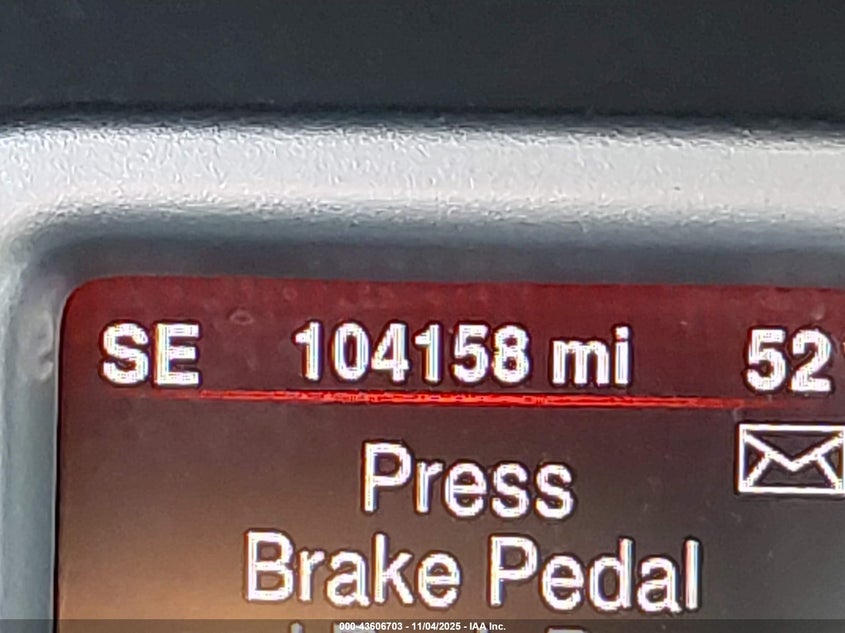 SE 104158 mi 52°
Press
Brake Pedal
000-43606703 - 11/04/2025 - IAA Inc.